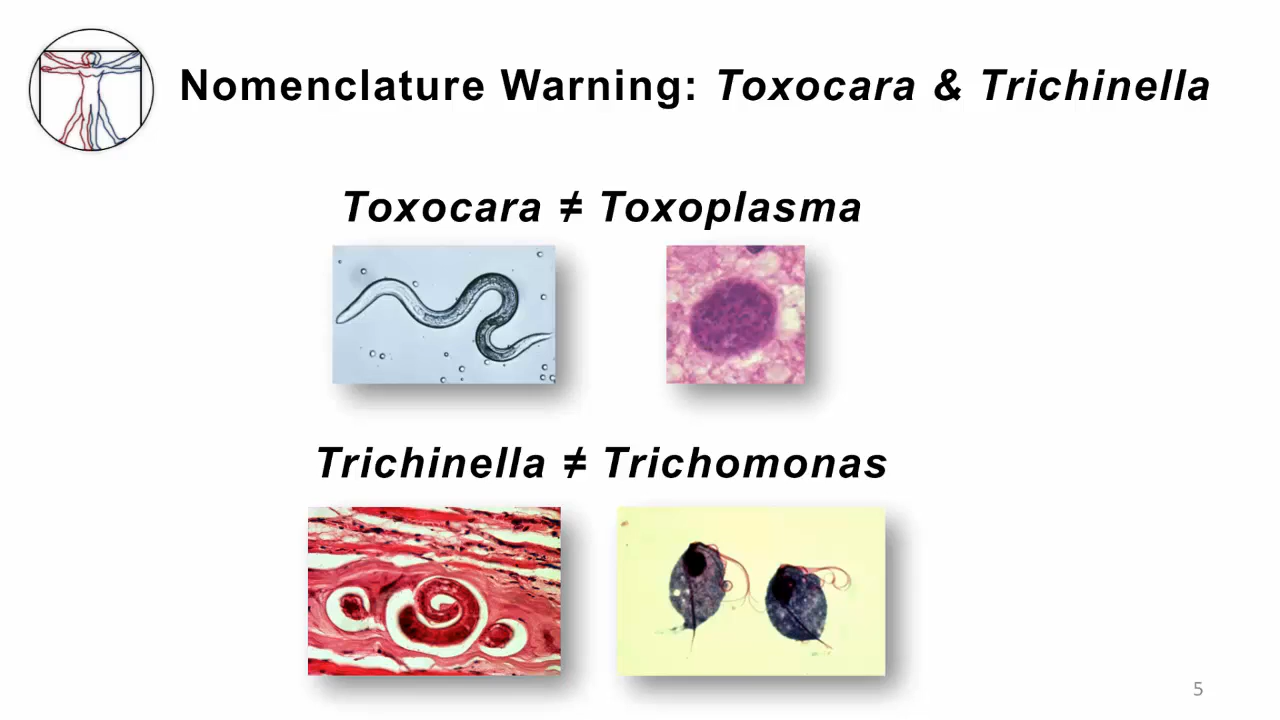 Nomenclature Warning: Toxocara & Trichinella
Toxocara ≠ Toxoplasma
Trichinella ≠ Trichomonas
5